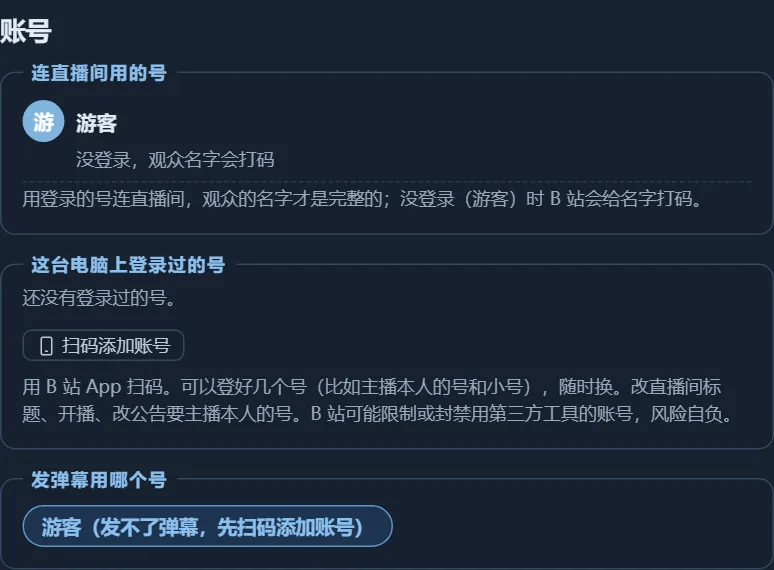 账号
连直播间用的号
游 游客
没登录，观众名字会打码
用登录的号连直播间，观众的名字才是完整的；没登录（游客）时 B 站会给名字打码。
这台电脑上登录过的号
还没有登录过的号。
扫码添加账号
用 B 站 App 扫码。可以登好几个号（比如主播本人的号和小号），随时换。改直播间标
题、开播、改公告要主播本人的号。B 站可能限制或封禁用第三方工具的账号，风险自负。
发弹幕用哪个号
游客（发不了弹幕，先扫码添加账号）